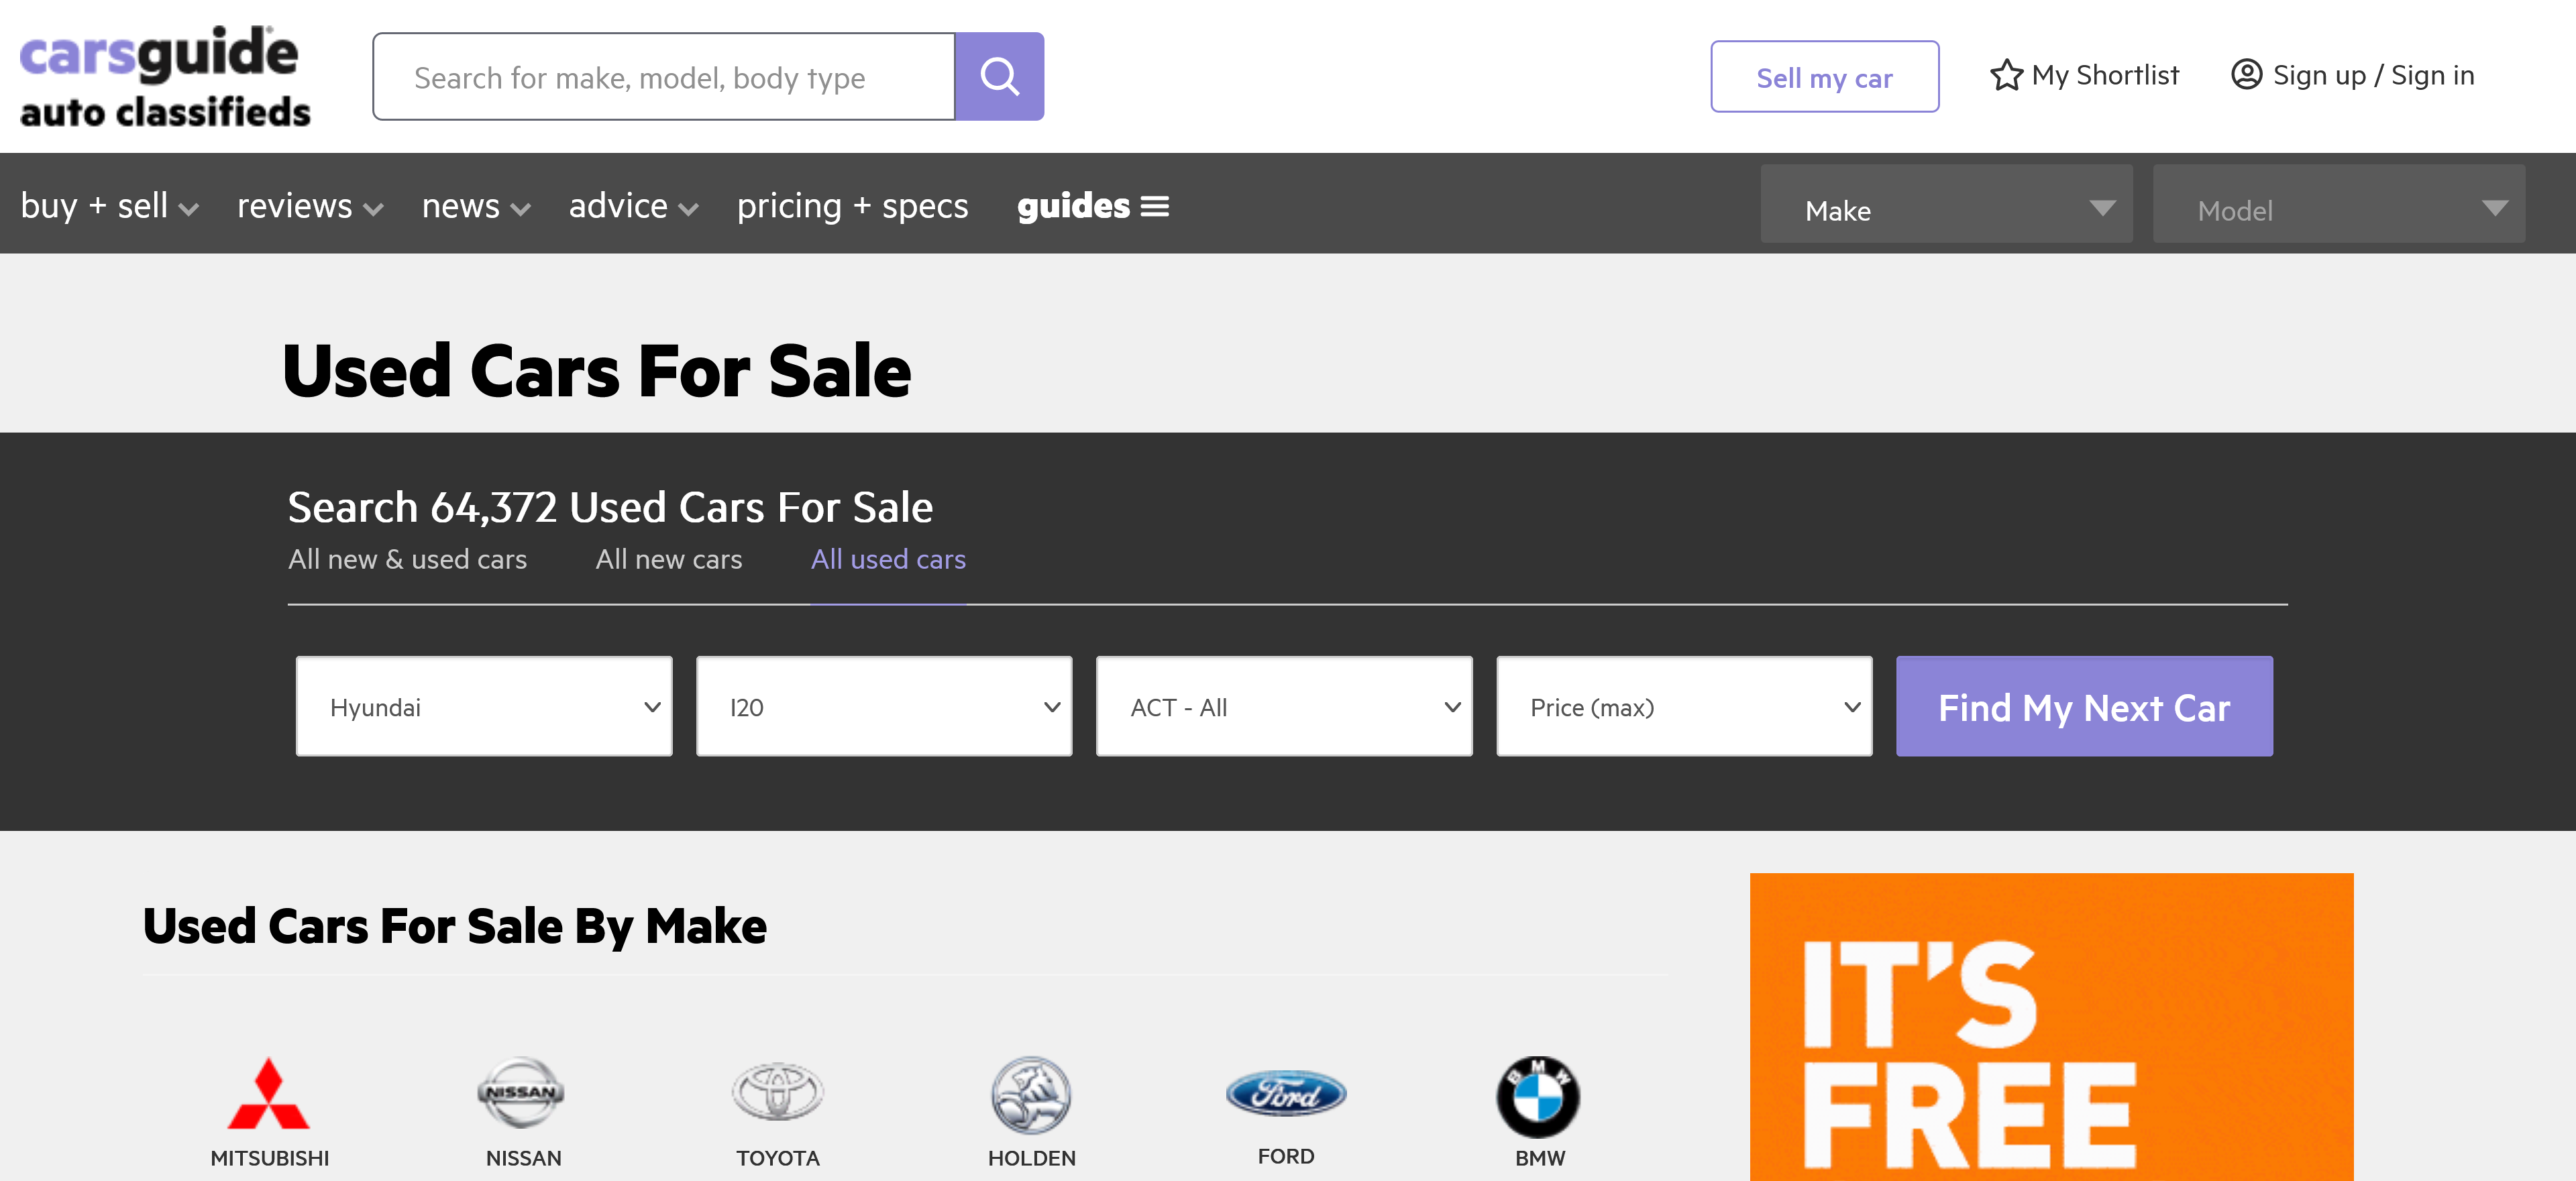 carsguide
auto classifieds
Search for make, model, body type
Sell my car
My Shortlist
Sign up / Sign in
buy + sell
reviews
news
advice
pricing + specs
guides
Make
Model
Used Cars For Sale
Search 64,372 Used Cars For Sale
All new & used cars
All new cars
All used cars
Hyundai
I20
ACT - All
Price (max)
Find My Next Car
Used Cars For Sale By Make
IT'S
FREE
NISSAN
Ford
BMW
MITSUBISHI
NISSAN
TOYOTA
HOLDEN
FORD
BMW